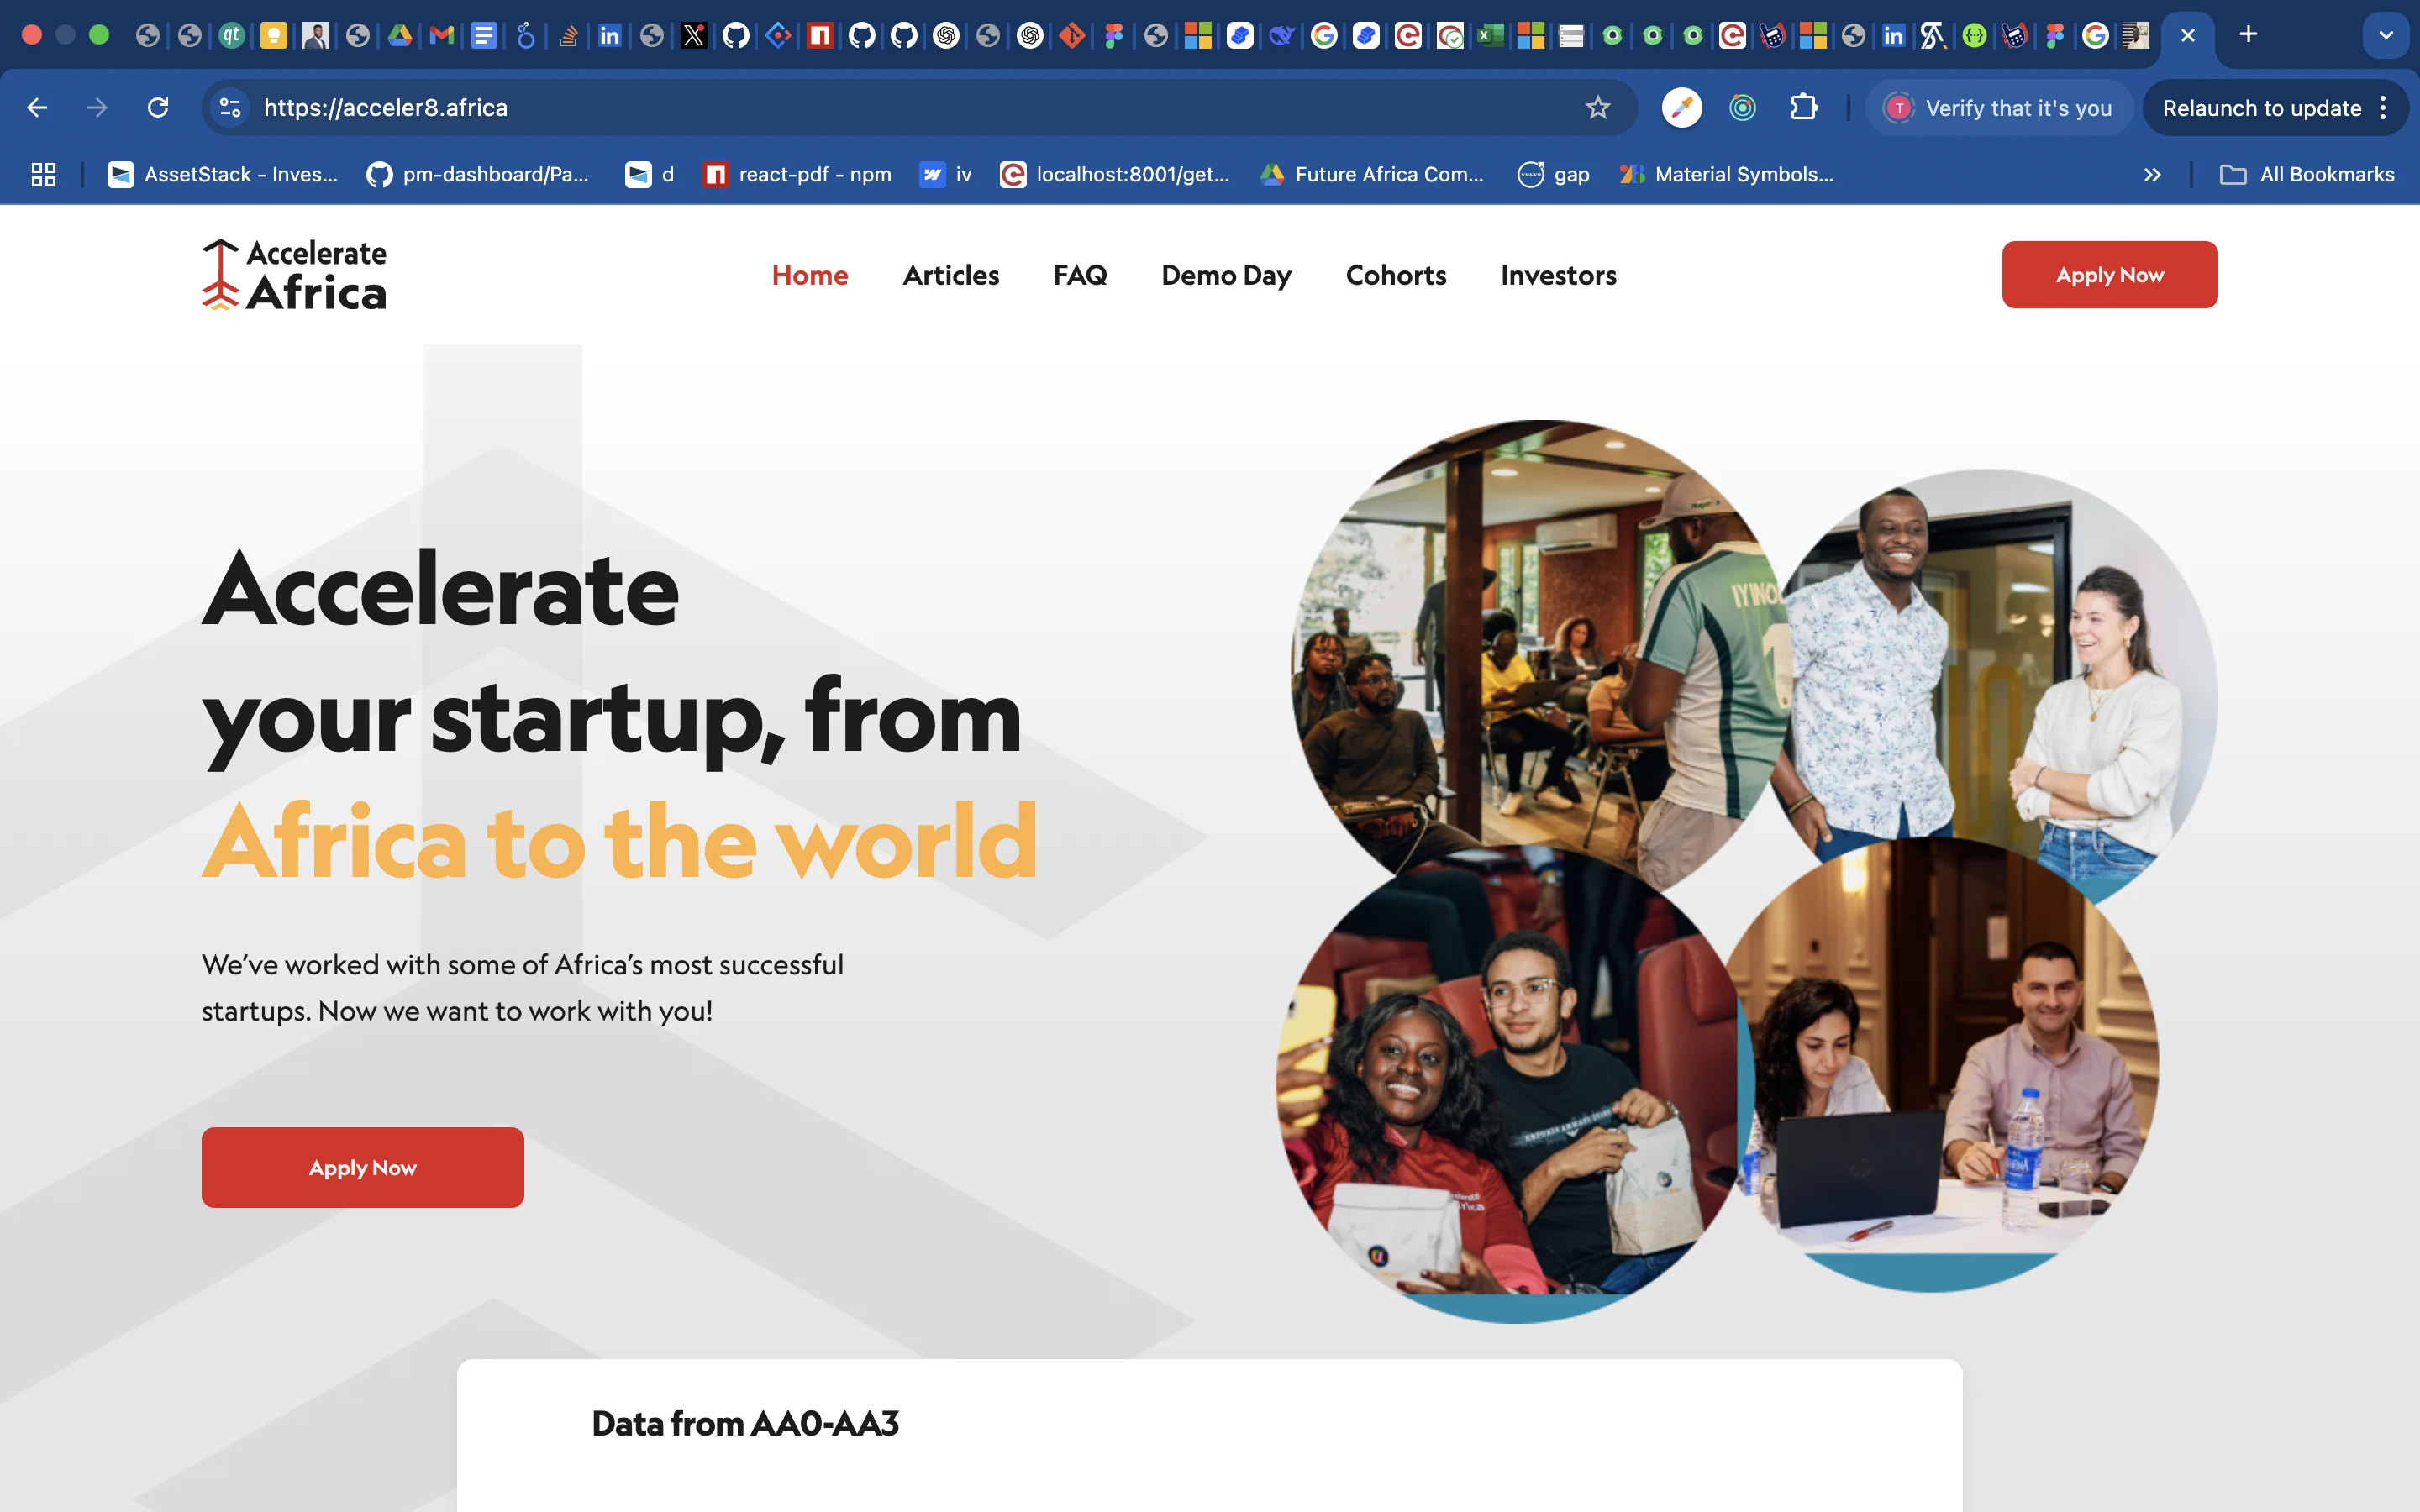 https://acceler8.africa
Verify that it's you
Relaunch to update
AssetStack - Inves...
pm-dashboard/Pa...
d
react-pdf - npm
iv
localhost:8001/get...
Future Africa Com...
gap
Material Symbols...
All Bookmarks
Accelerate
Africa
Home
Articles
FAQ
Demo Day
Cohorts
Investors
Apply Now
Accelerate
your startup, from
Africa to the world
We've worked with some of Africa's most successful
startups. Now we want to work with you!
Apply Now
Data from AA0-AA3